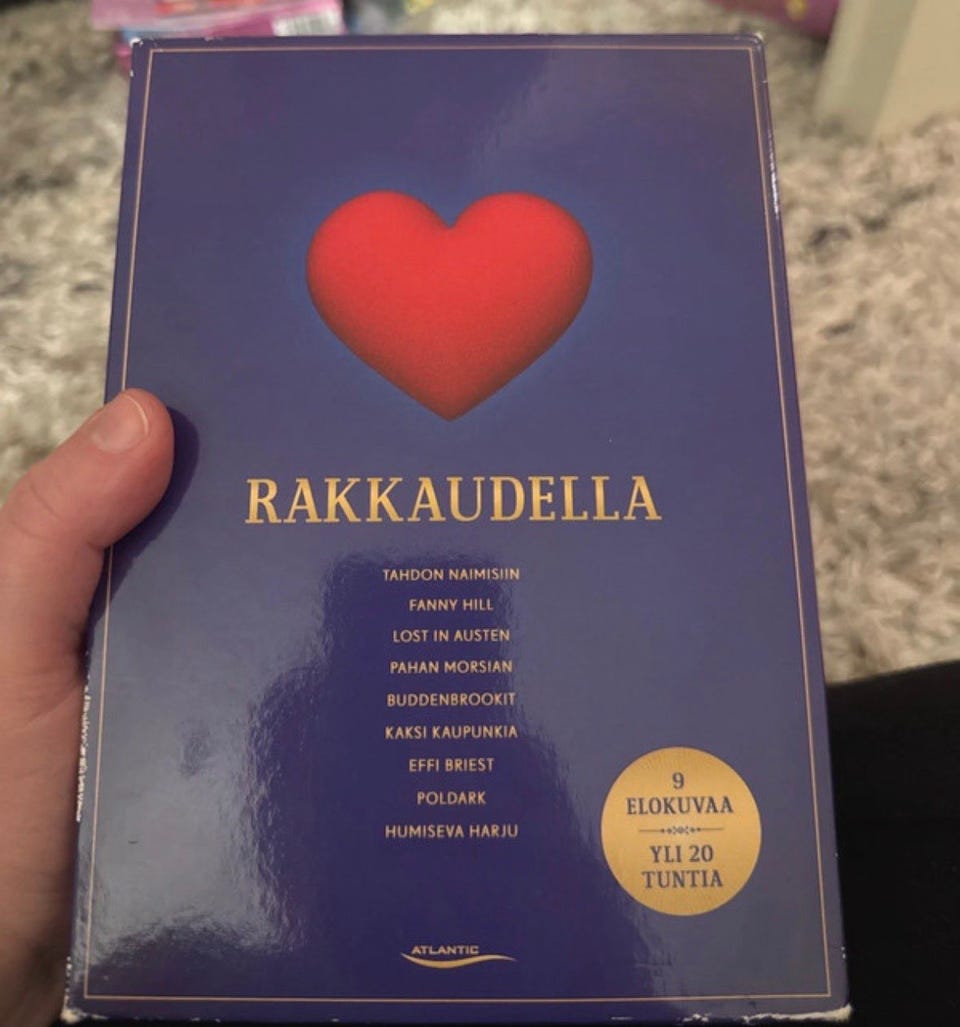 RAKKAUDELLA
TAHDON NAIMISIIN
FANNY HILL
LOST IN AUSTEN
PAHAN MORSIAN
BUDDENBROOKIT
KAKSI KAUPUNKIA
EFFI BRIEST
POLDARK
HUMISEVA HARJU
9
ELOKUVAA
YLI 20
TUNTIA
ATLANTIC